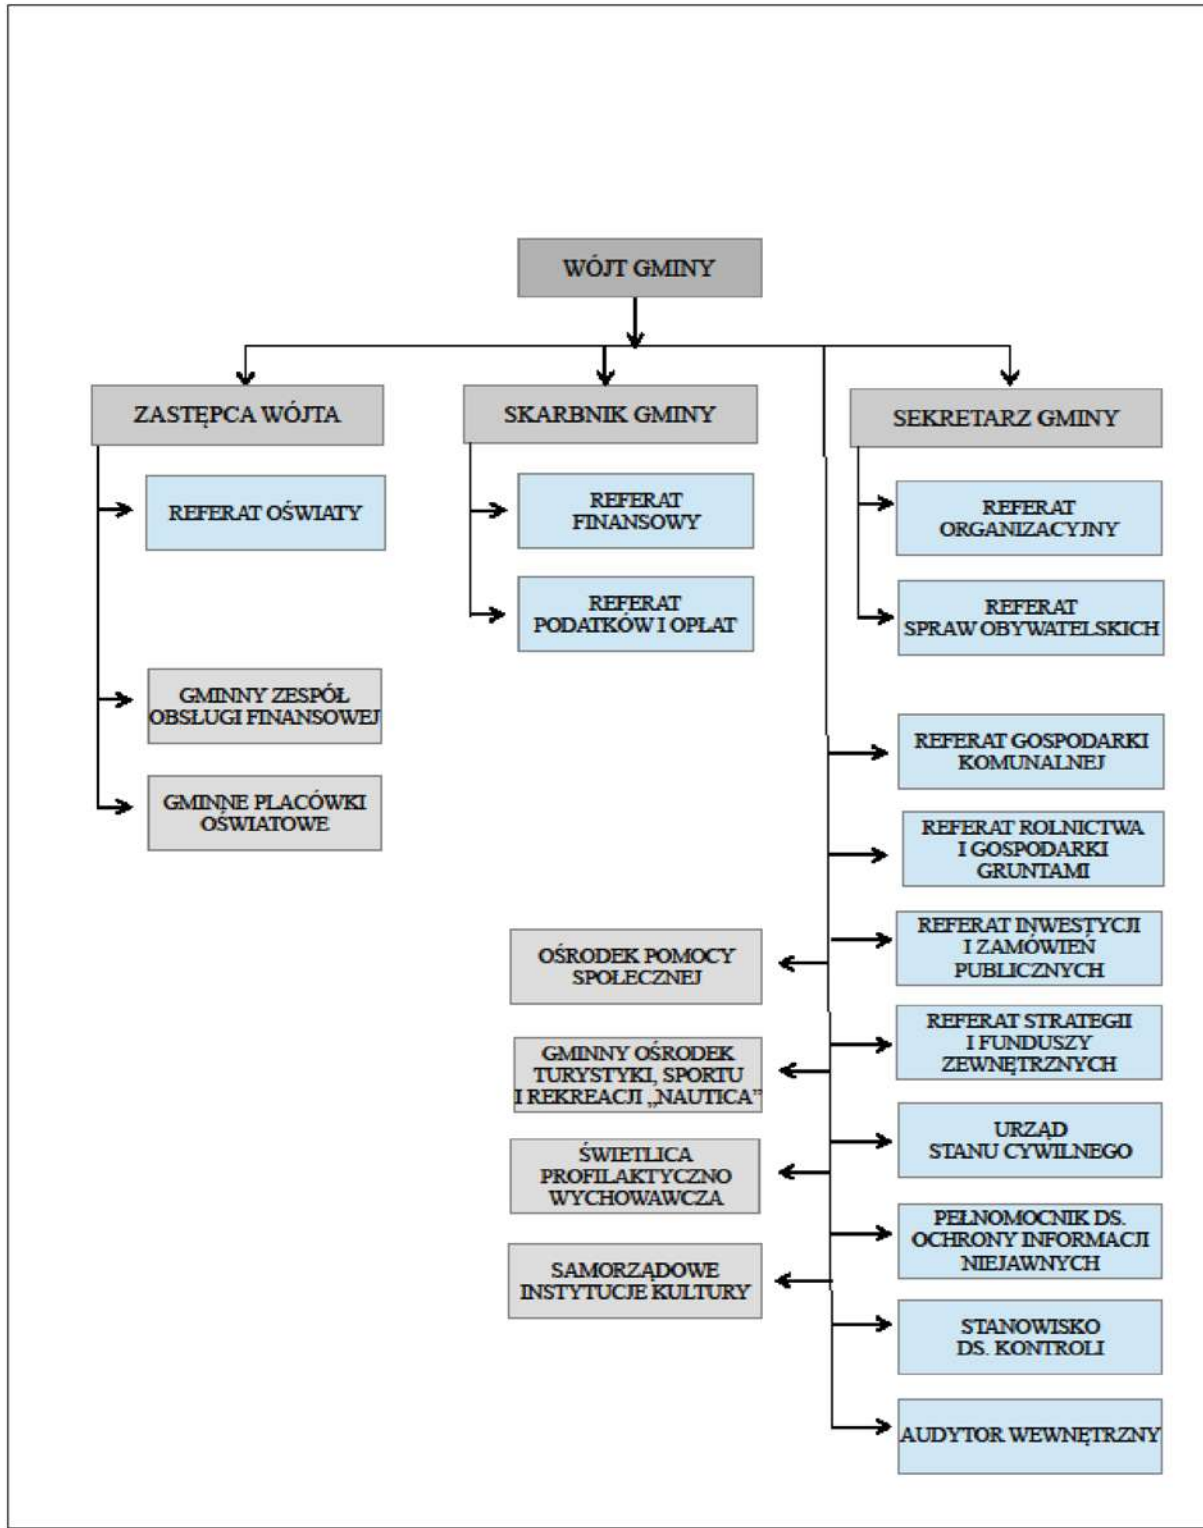 WÓJT GMINY
ZASTĘPCA WÓJTA
REFERAT OŚWIATY
GMINNY ZESPÓŁ
OBSŁUGI FINANSOWEJ
GMINNE PLACÓWKI
OŚWIATOWE
SKARBNIK GMINY
REFERAT
FINANSOWY
REFERAT
PODATKÓW I OPŁAT
SEKRETARZ GMINY
REFERAT
ORGANIZACYJNY
REFERAT
SPRAW OBYWATELSKICH
OŚRODEK POMOCY
SPOŁECZNEJ
GMINNY OŚRODEK
TURYSTYKI, SPORTU
I REKREACJI „NAUTICA”
ŚWIETLICA
PROFILAKTYCZNO
WYCHOWAWCZA
SAMORZĄDOWE
INSTYTUCJE KULTURY
REFERAT GOSPODARKI
KOMUNALNEJ
REFERAT ROLNICTWA
I GOSPODARKI
GRUNTAMI
REFERAT INWESTYCJI
I ZAMÓWIEŃ
PUBLICZNYCH
REFERAT STRATEGII
I FUNDUSZY
ZEWNĘTRZNYCH
URZĄD
STANU CYWILNEGO
PEŁNOMOCNIK DS.
OCHRONY INFORMACJI
NIEJAWNYCH
STANOWISKO
DS. KONTROLI
AUDYTOR WEWNĘTRZNY